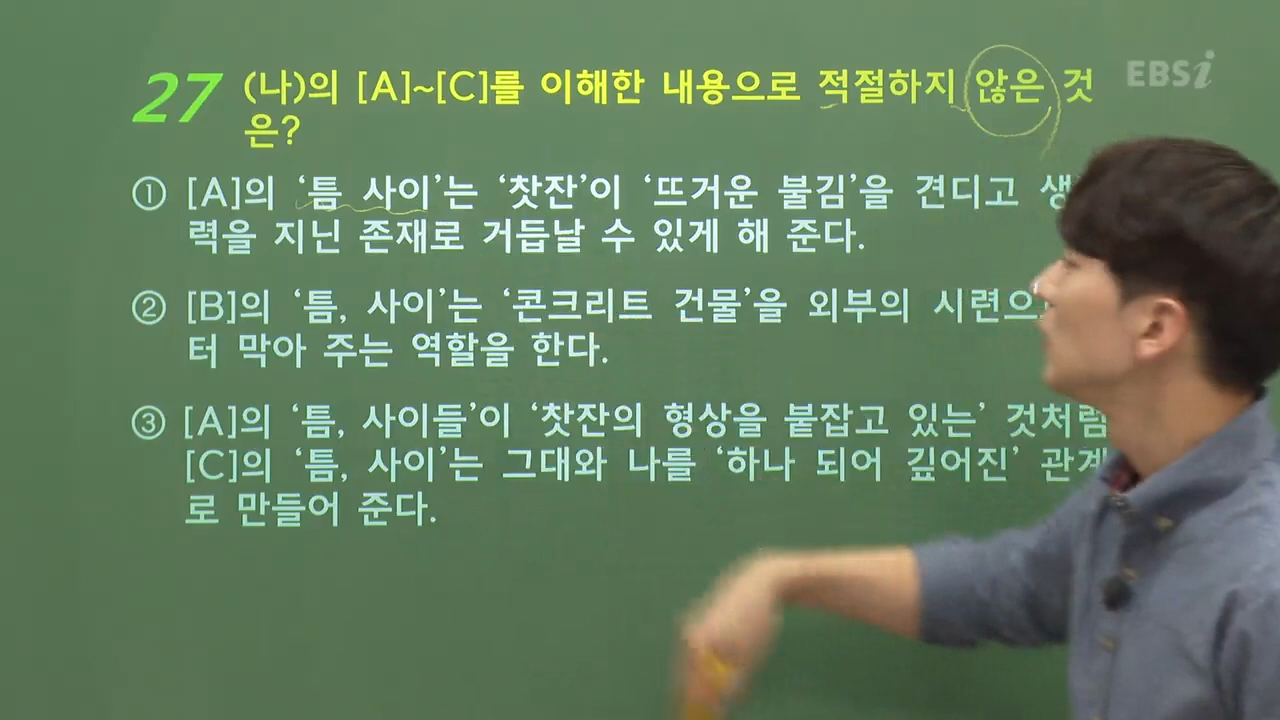 EBSi
27 (나)의 [A]~[C]를 이해한 내용으로 적절하지 않은 것
은?
① [A]의 ‘틈 사이’는 ‘찻잔’이 ‘뜨거운 불김’을 견디고
력을 지닌 존재로 거듭날 수 있게 해 준다.
② [B]의 ‘틈, 사이’는 ‘콘크리트 건물’을 외부의
터 막아 주는 역할을 한다.
③ [A]의 ‘틈, 사이들’이 ‘찻잔의 형상을 붙잡고 있는’ 것처럼
[C]의 ‘틈, 사이’는 그대와 나를 ‘하나 되어 깊어진’ 관계
로 만들어 준다.